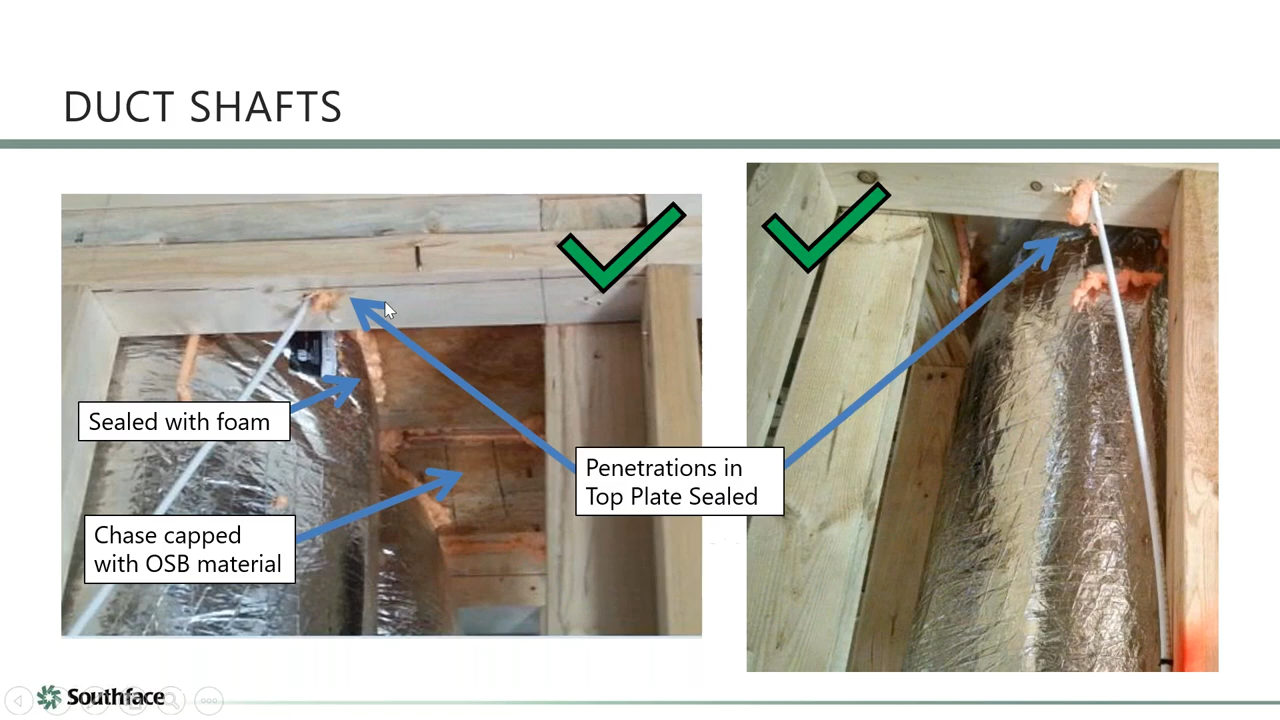 DUCT SHAFTS
Sealed with foam
Chase capped
with OSB material
Penetrations in
Top Plate Sealed
Southface